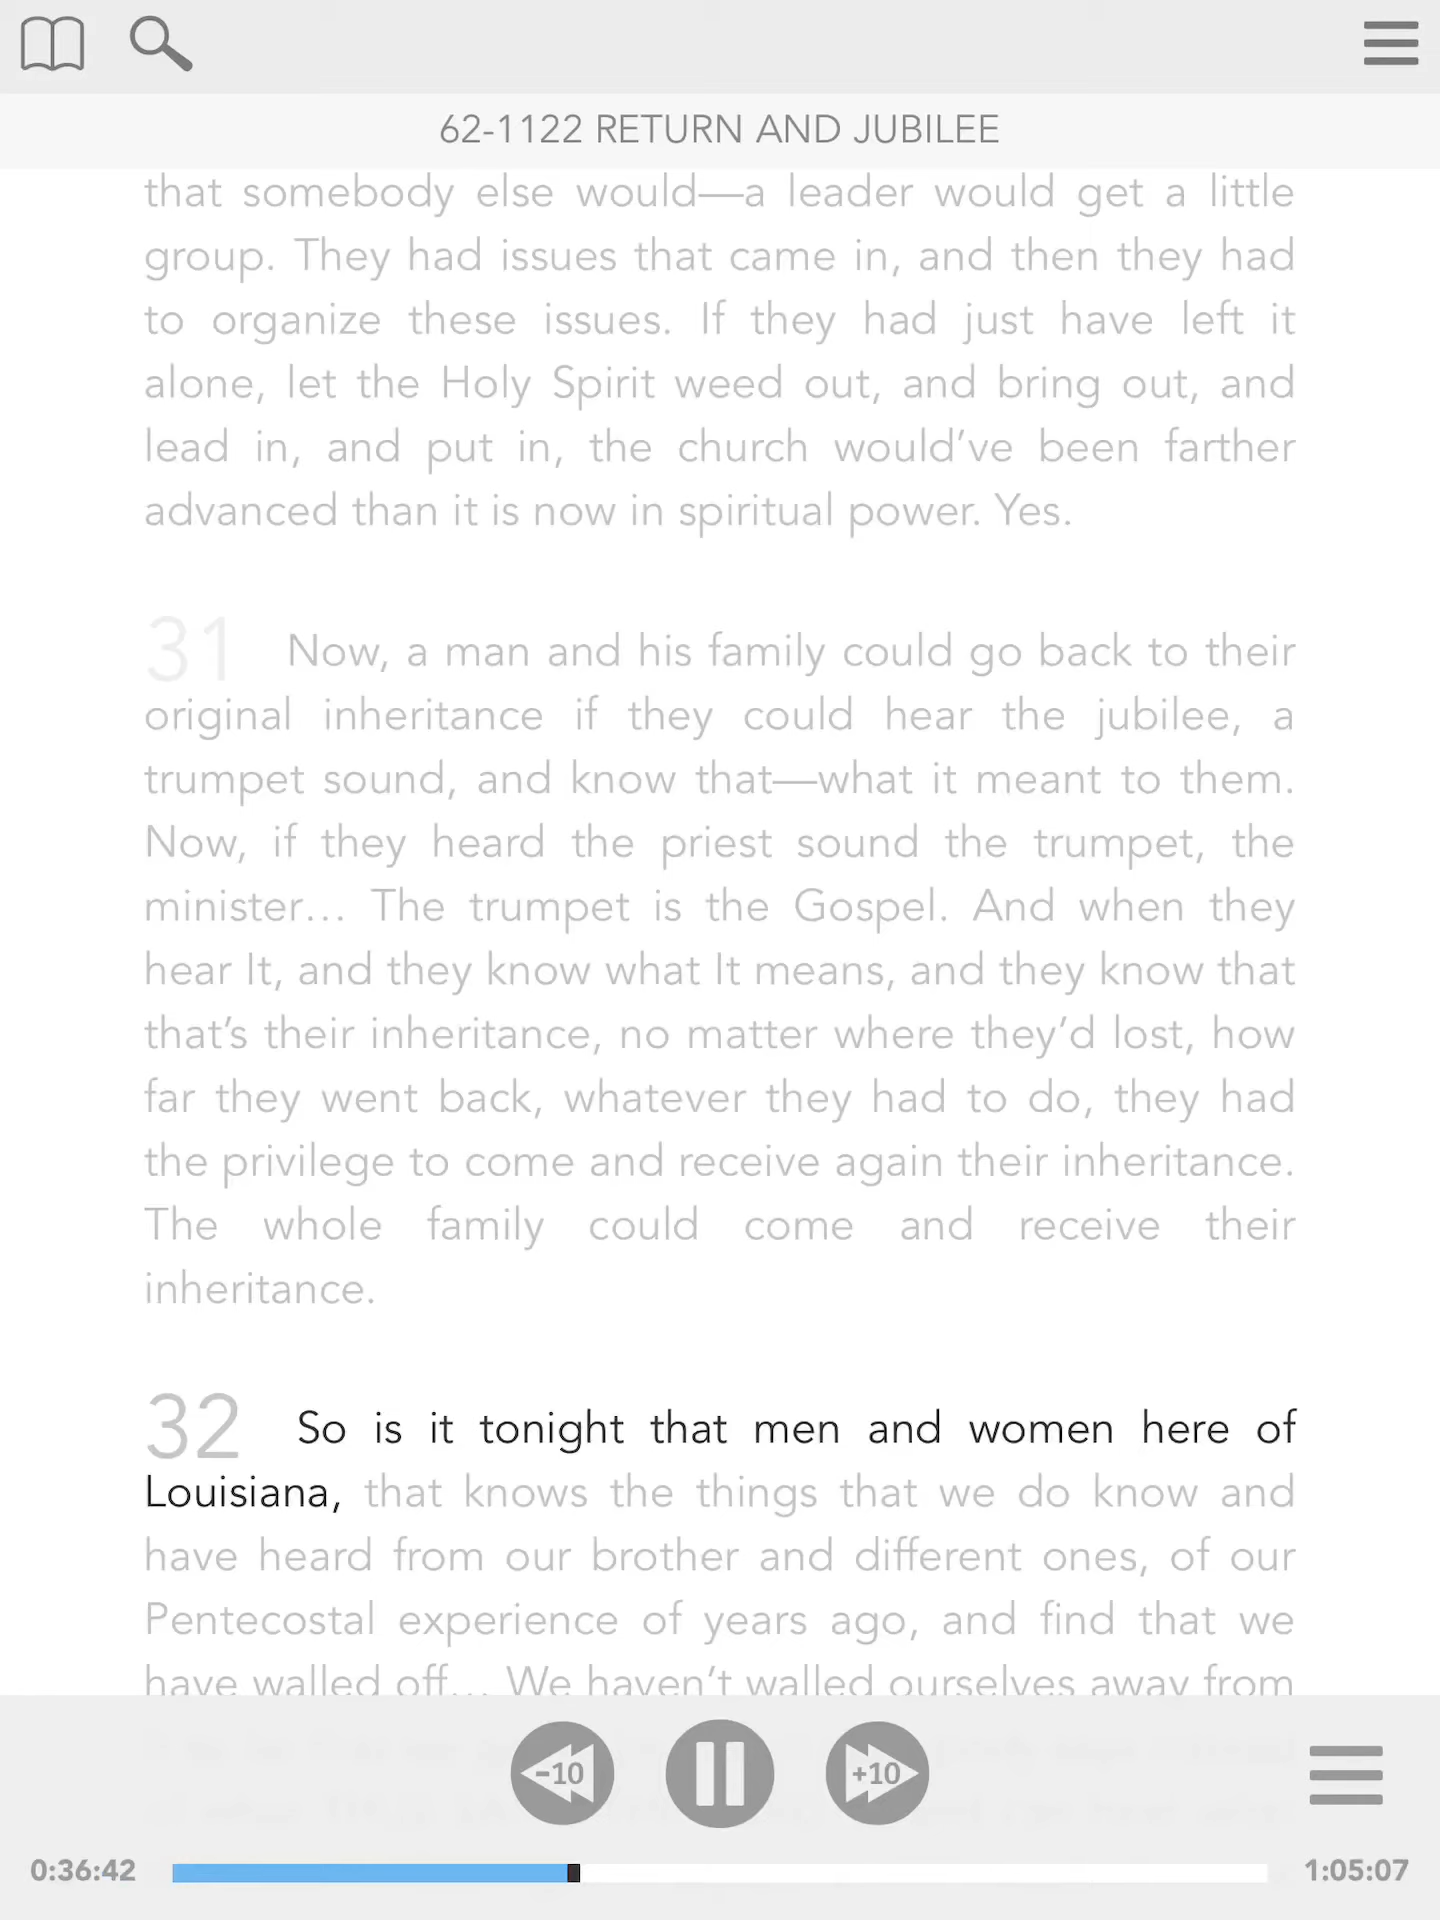 62-1122 RETURN AND JUBILEE
that somebody else would—a leader would get a little
group. They had issues that came in, and then they had
to organize these issues. If they had just have left it
alone, let the Holy Spirit weed out, and bring out, and
lead in, and put in, the church would’ve been farther
advanced than it is now in spiritual power. Yes.
31 Now, a man and his family could go back to their
original inheritance if they could hear the jubilee, a
trumpet sound, and know that—what it meant to them.
Now, if they heard the priest sound the trumpet, the
minister… The trumpet is the Gospel. And when they
hear It, and they know what It means, and they know that
that’s their inheritance, no matter where they’d lost, how
far they went back, whatever they had to do, they had
the privilege to come and receive again their inheritance.
The whole family could come and receive their
inheritance.
32 So is it tonight that men and women here of
Louisiana, that knows the things that we do know and
have heard from our brother and different ones, of our
Pentecostal experience of years ago, and find that we
have walled off… We haven’t walled ourselves away from
-10 +10
0:36:42 1:05:07